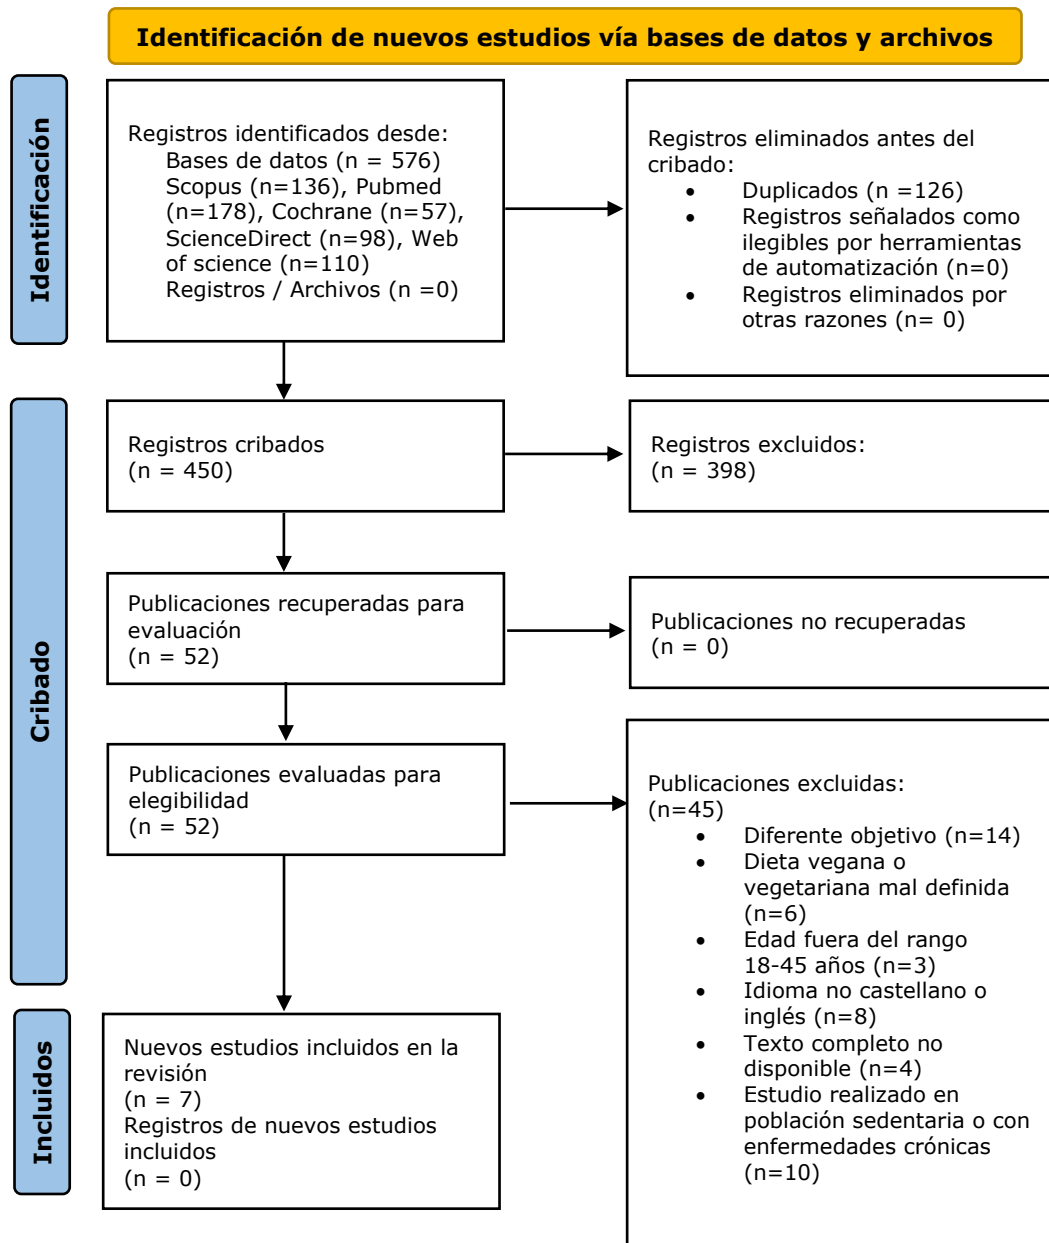 Identificación de nuevos estudios vía bases de datos y archivos
Identificación
Registros identificados desde:
Bases de datos (n = 576)
Scopus (n=136), Pubmed
(n=178), Cochrane (n=57),
ScienceDirect (n=98), Web
of science (n=110)
Registros / Archivos (n =0)
Registros eliminados antes del
cribado:
• Duplicados (n =126)
• Registros señalados como
ilegibles por herramientas
de automatización (n=0)
• Registros eliminados por
otras razones (n= 0)
Cribado
Registros cribados
(n = 450)
Registros excluidos:
(n = 398)
Publicaciones recuperadas para
evaluación
(n = 52)
Publicaciones no recuperadas
(n = 0)
Publicaciones evaluadas para
elegibilidad
(n = 52)
Publicaciones excluidas:
(n=45)
• Diferente objetivo (n=14)
• Dieta vegana o
vegetariana mal definida
(n=6)
• Edad fuera del rango
18-45 años (n=3)
• Idioma no castellano o
inglés (n=8)
• Texto completo no
disponible (n=4)
• Estudio realizado en
población sedentaria o con
enfermedades crónicas
(n=10)
Incluidos
Nuevos estudios incluidos en la
revisión
(n = 7)
Registros de nuevos estudios
incluidos
(n = 0)